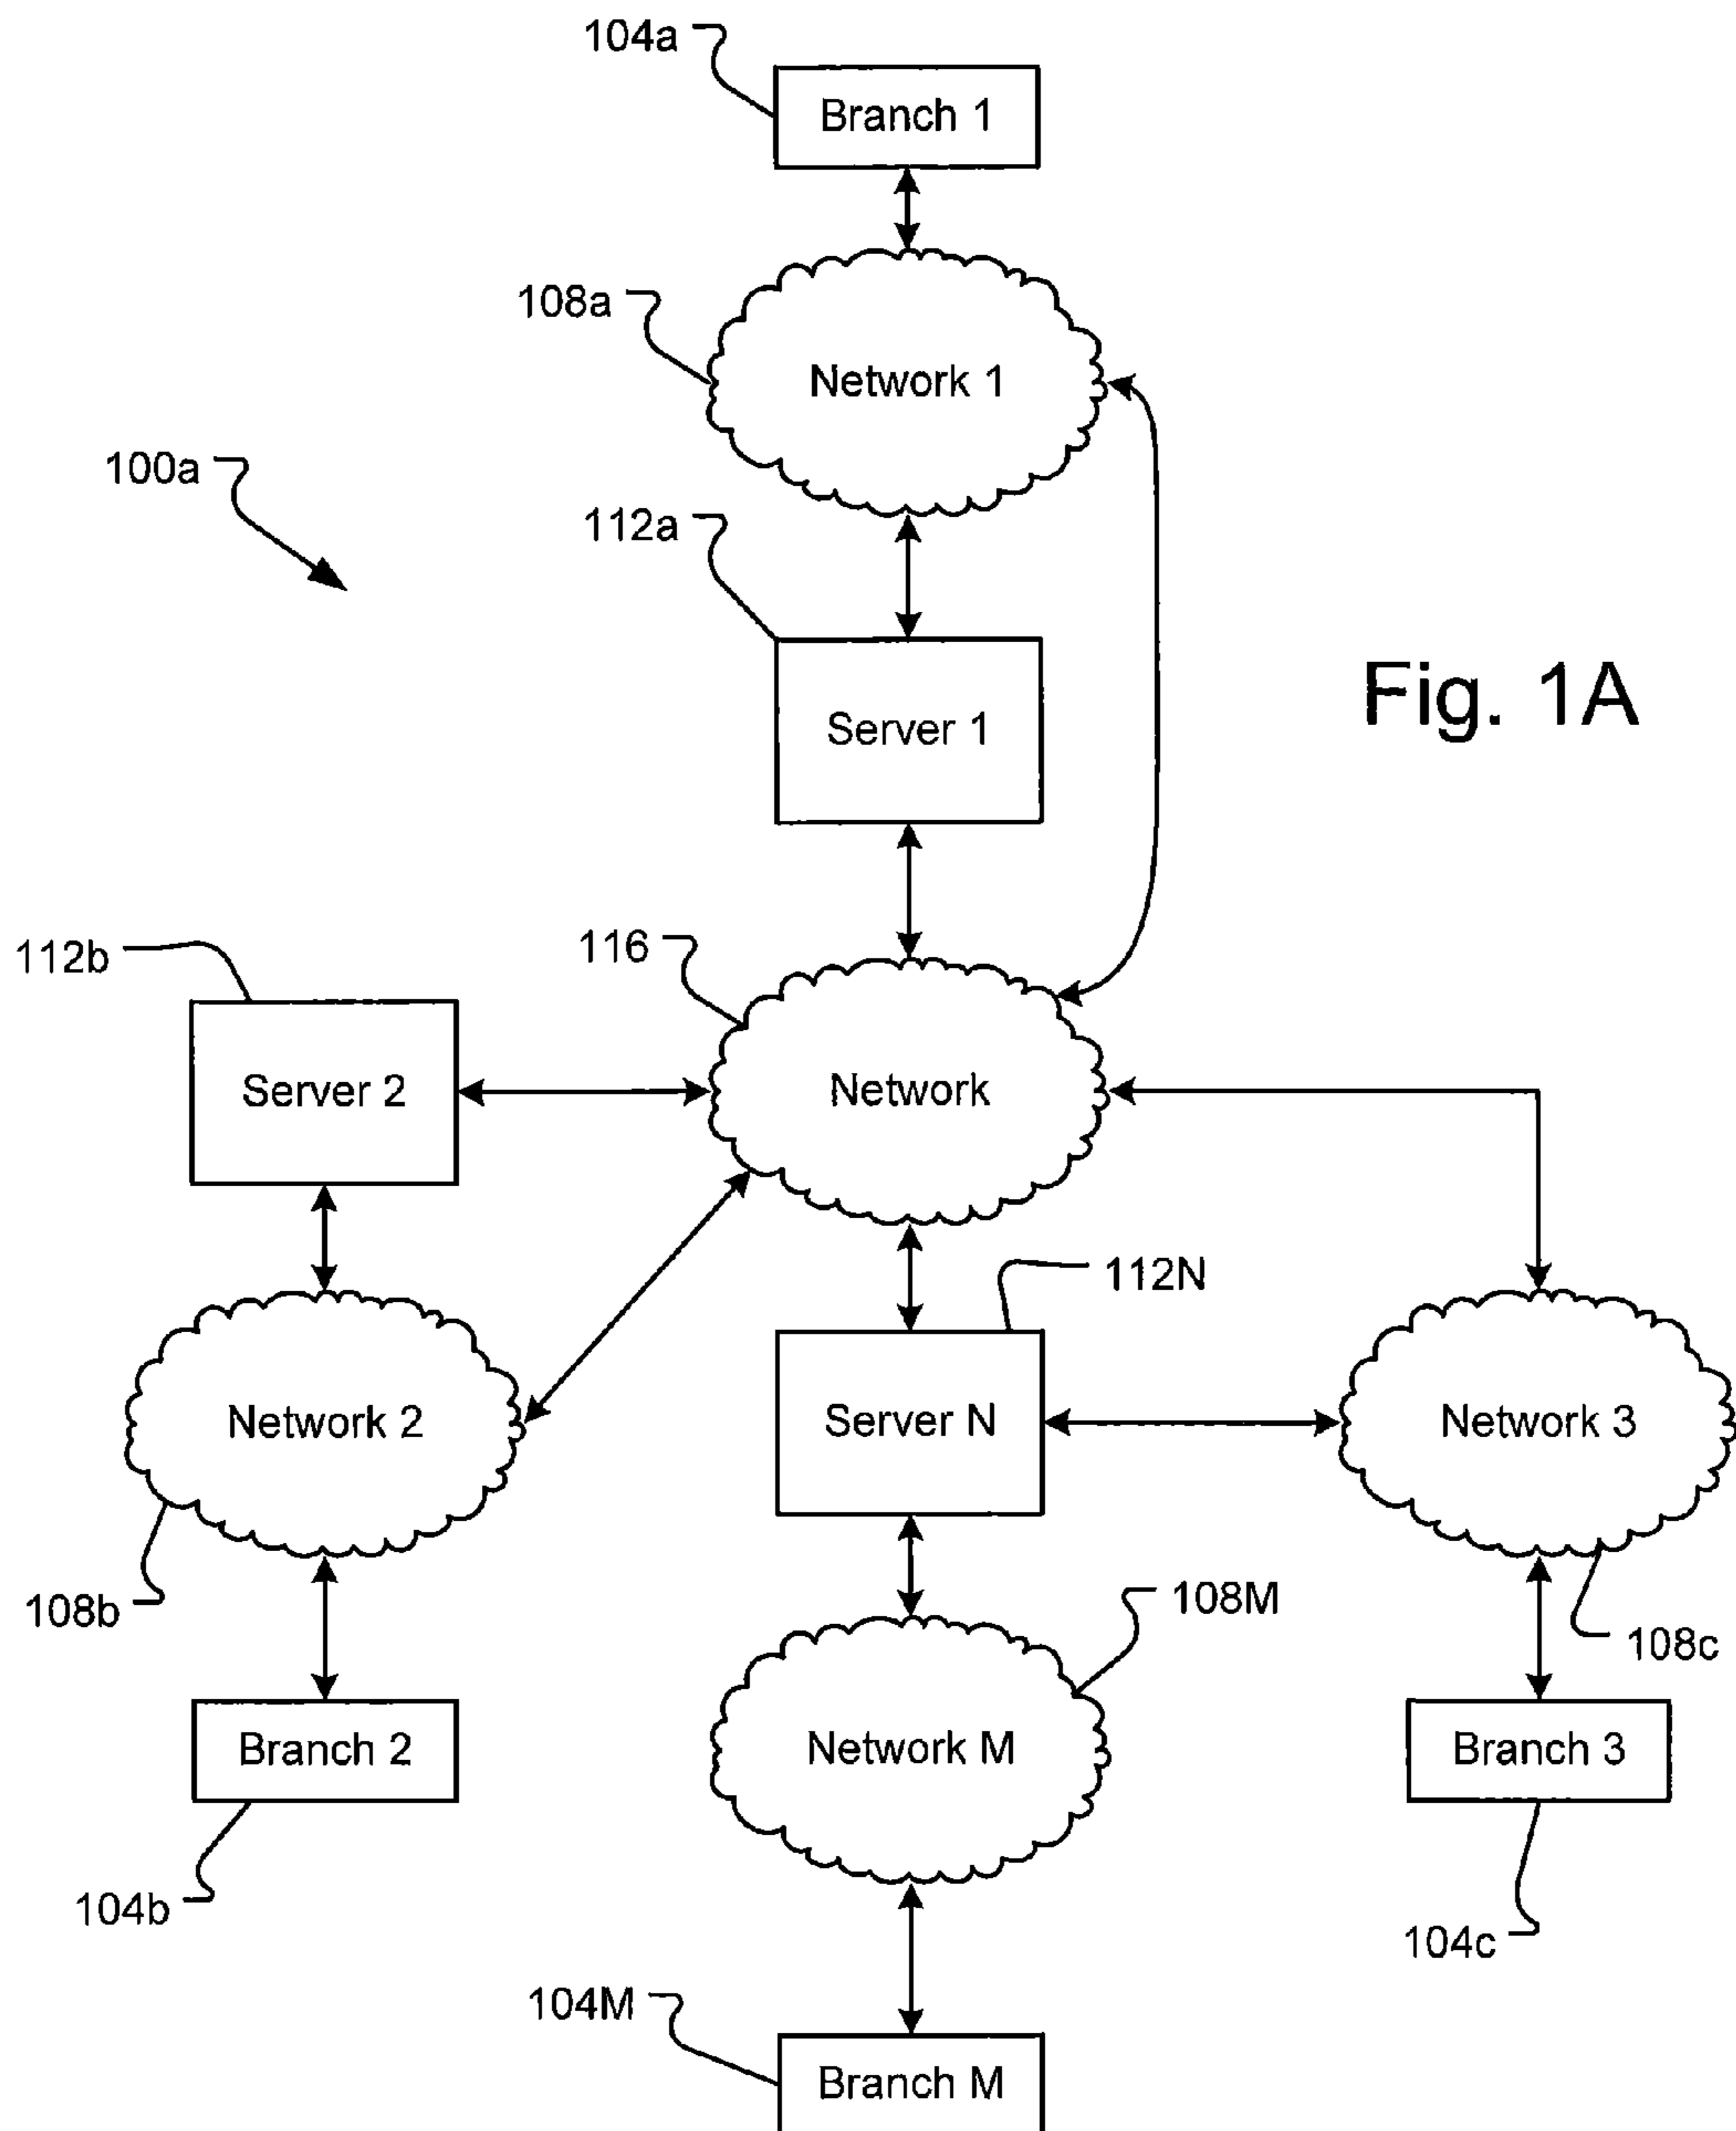 104a
Branch 1
108a
Network 1
100a
112a
Server 1
Fig. 1A
112b
116
Server 2
Network
112N
Network 2
Server N
Network 3
108b
108M
108c
Branch 2
Network M
Branch 3
104b
104c
104M
Branch M